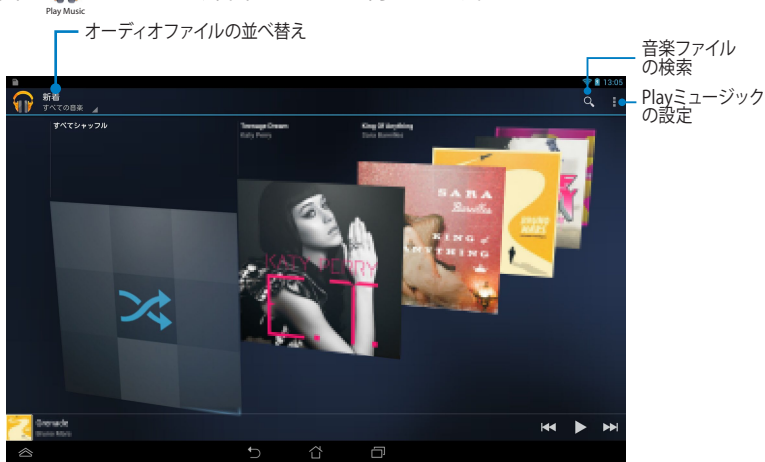 Play Music
オーディオファイルの並べ替え
音楽ファイル
の検索
13:05
新着
すべての音楽
Playミュージック
の設定
すべてシャッフル
Teenage Dream
Katy Perry
King Of Anything
Sara Bareilles
SARA
Bareilles
KING of
ANYTHING
BRUNO
MARS
KATY PERRY
Grenade
Bruno Mars